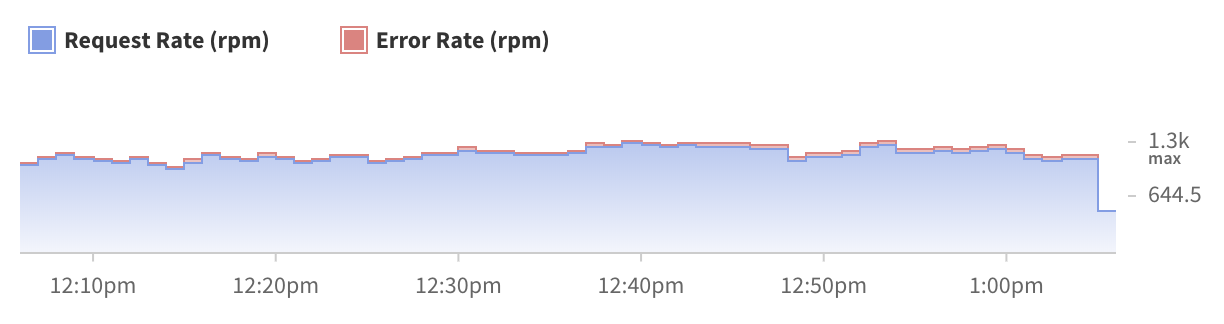 Request Rate (rpm) Error Rate (rpm)
1.3k
max
644.5
12:10pm 12:20pm 12:30pm 12:40pm 12:50pm 1:00pm